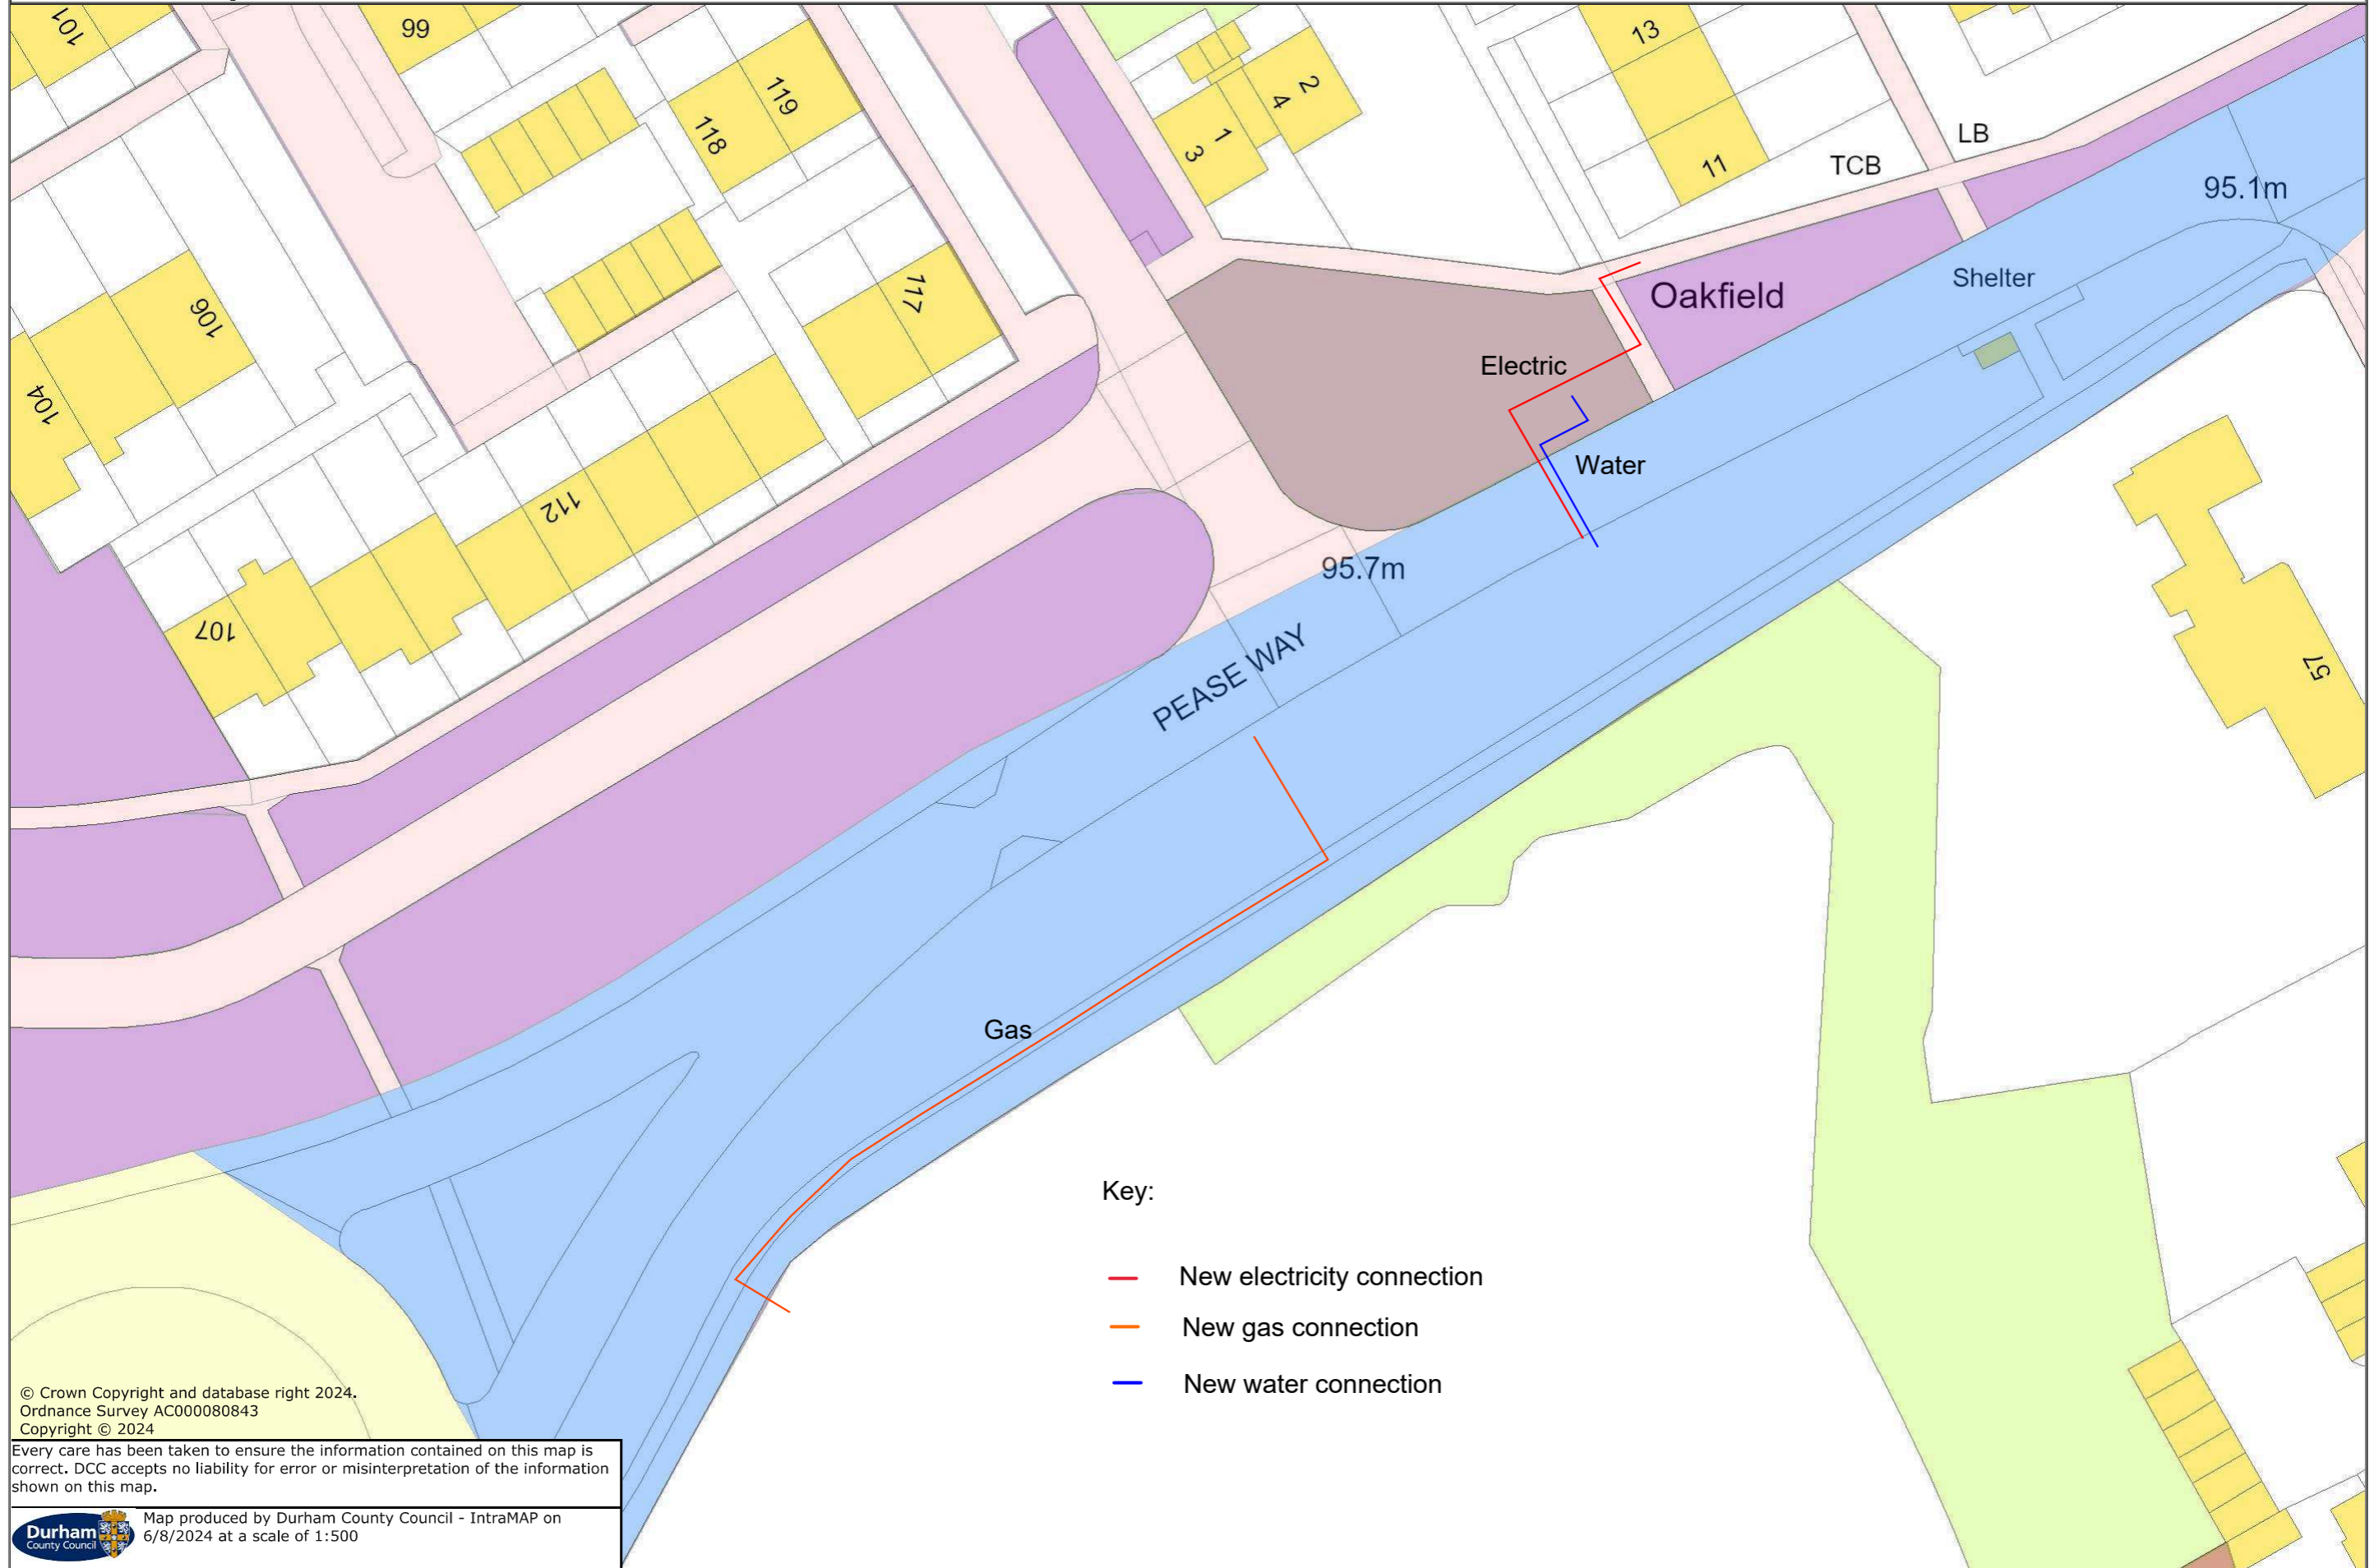 101
99
119
118
2
4
1
3
13
11
LB
TCB
95.1m
106
117
Oakfield
Shelter
104
Electric
Water
112
95.7m
107
PEASE WAY
57
Gas
Key:
New electricity connection
New gas connection
New water connection
© Crown Copyright and database right 2024.
Ordnance Survey AC000080843
Copyright © 2024
Every care has been taken to ensure the information contained on this map is
correct. DCC accepts no liability for error or misinterpretation of the information
shown on this map.
Durham
County Council
Map produced by Durham County Council - IntraMAP on
6/8/2024 at a scale of 1:500